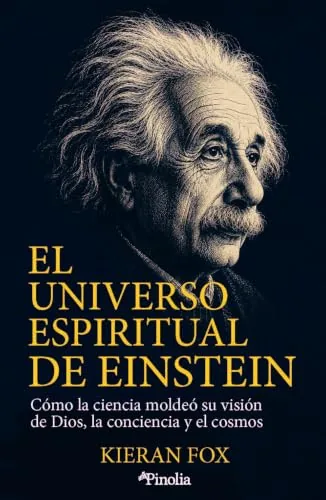 EL
UNIVERSO
ESPIRITUAL
DE EINSTEIN
Cómo la ciencia moldeó su visión
de Dios, la conciencia y el cosmos
KIERAN FOX
Pinolia